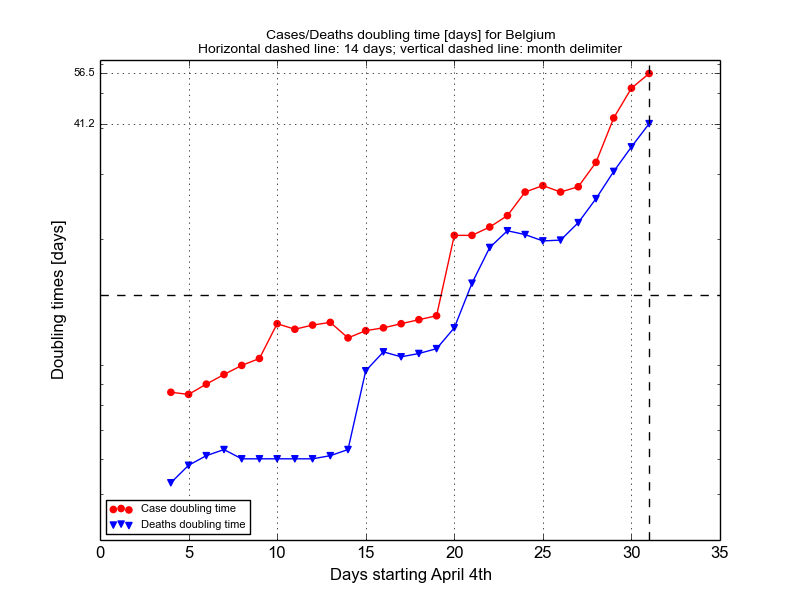 Cases/Deaths doubling time [days] for Belgium
Horizontal dashed line: 14 days; vertical dashed line: month delimiter
56.5
41.2
Doubling times [days]
Case doubling time
Deaths doubling time
0 5 10 15 20 25 30 35
Days starting April 4th